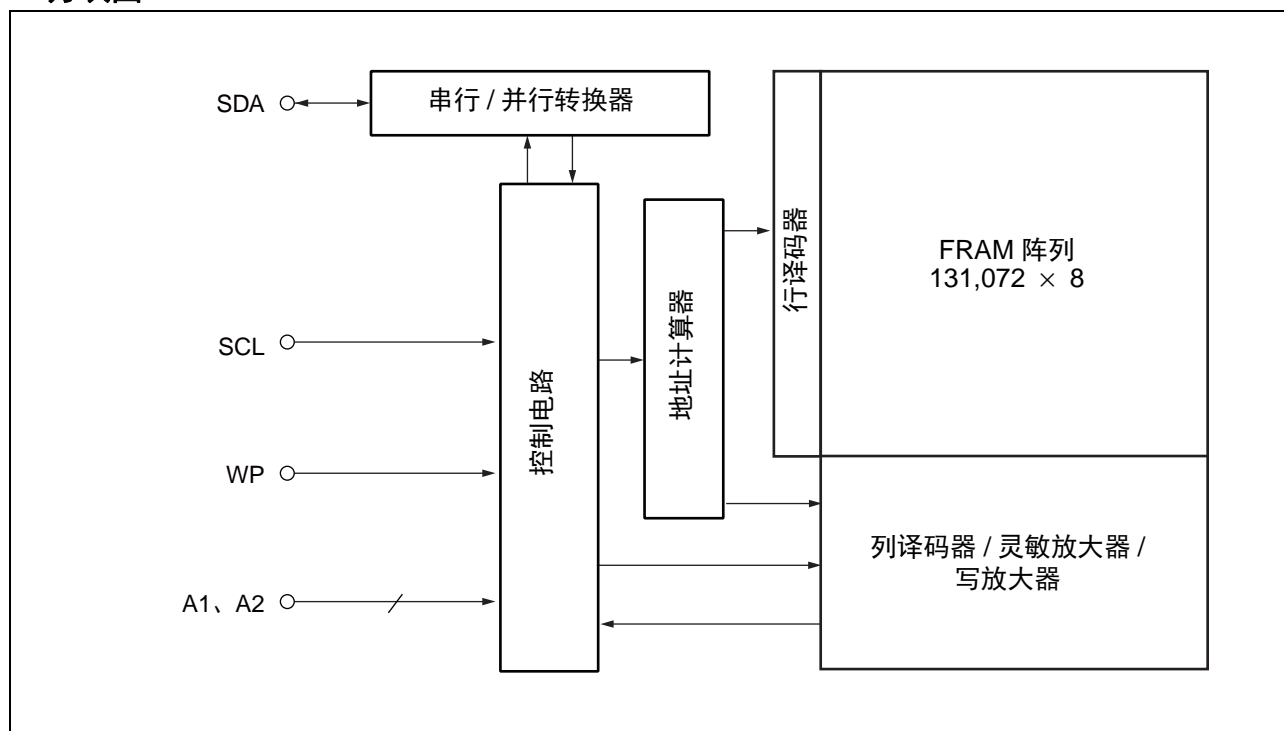 SDA
串行 / 并行转换器
SCL
WP
A1、A2
控制电路
地址计算器
行译码器
FRAM 阵列
131,072 × 8
列译码器 / 灵敏放大器 /
写放大器